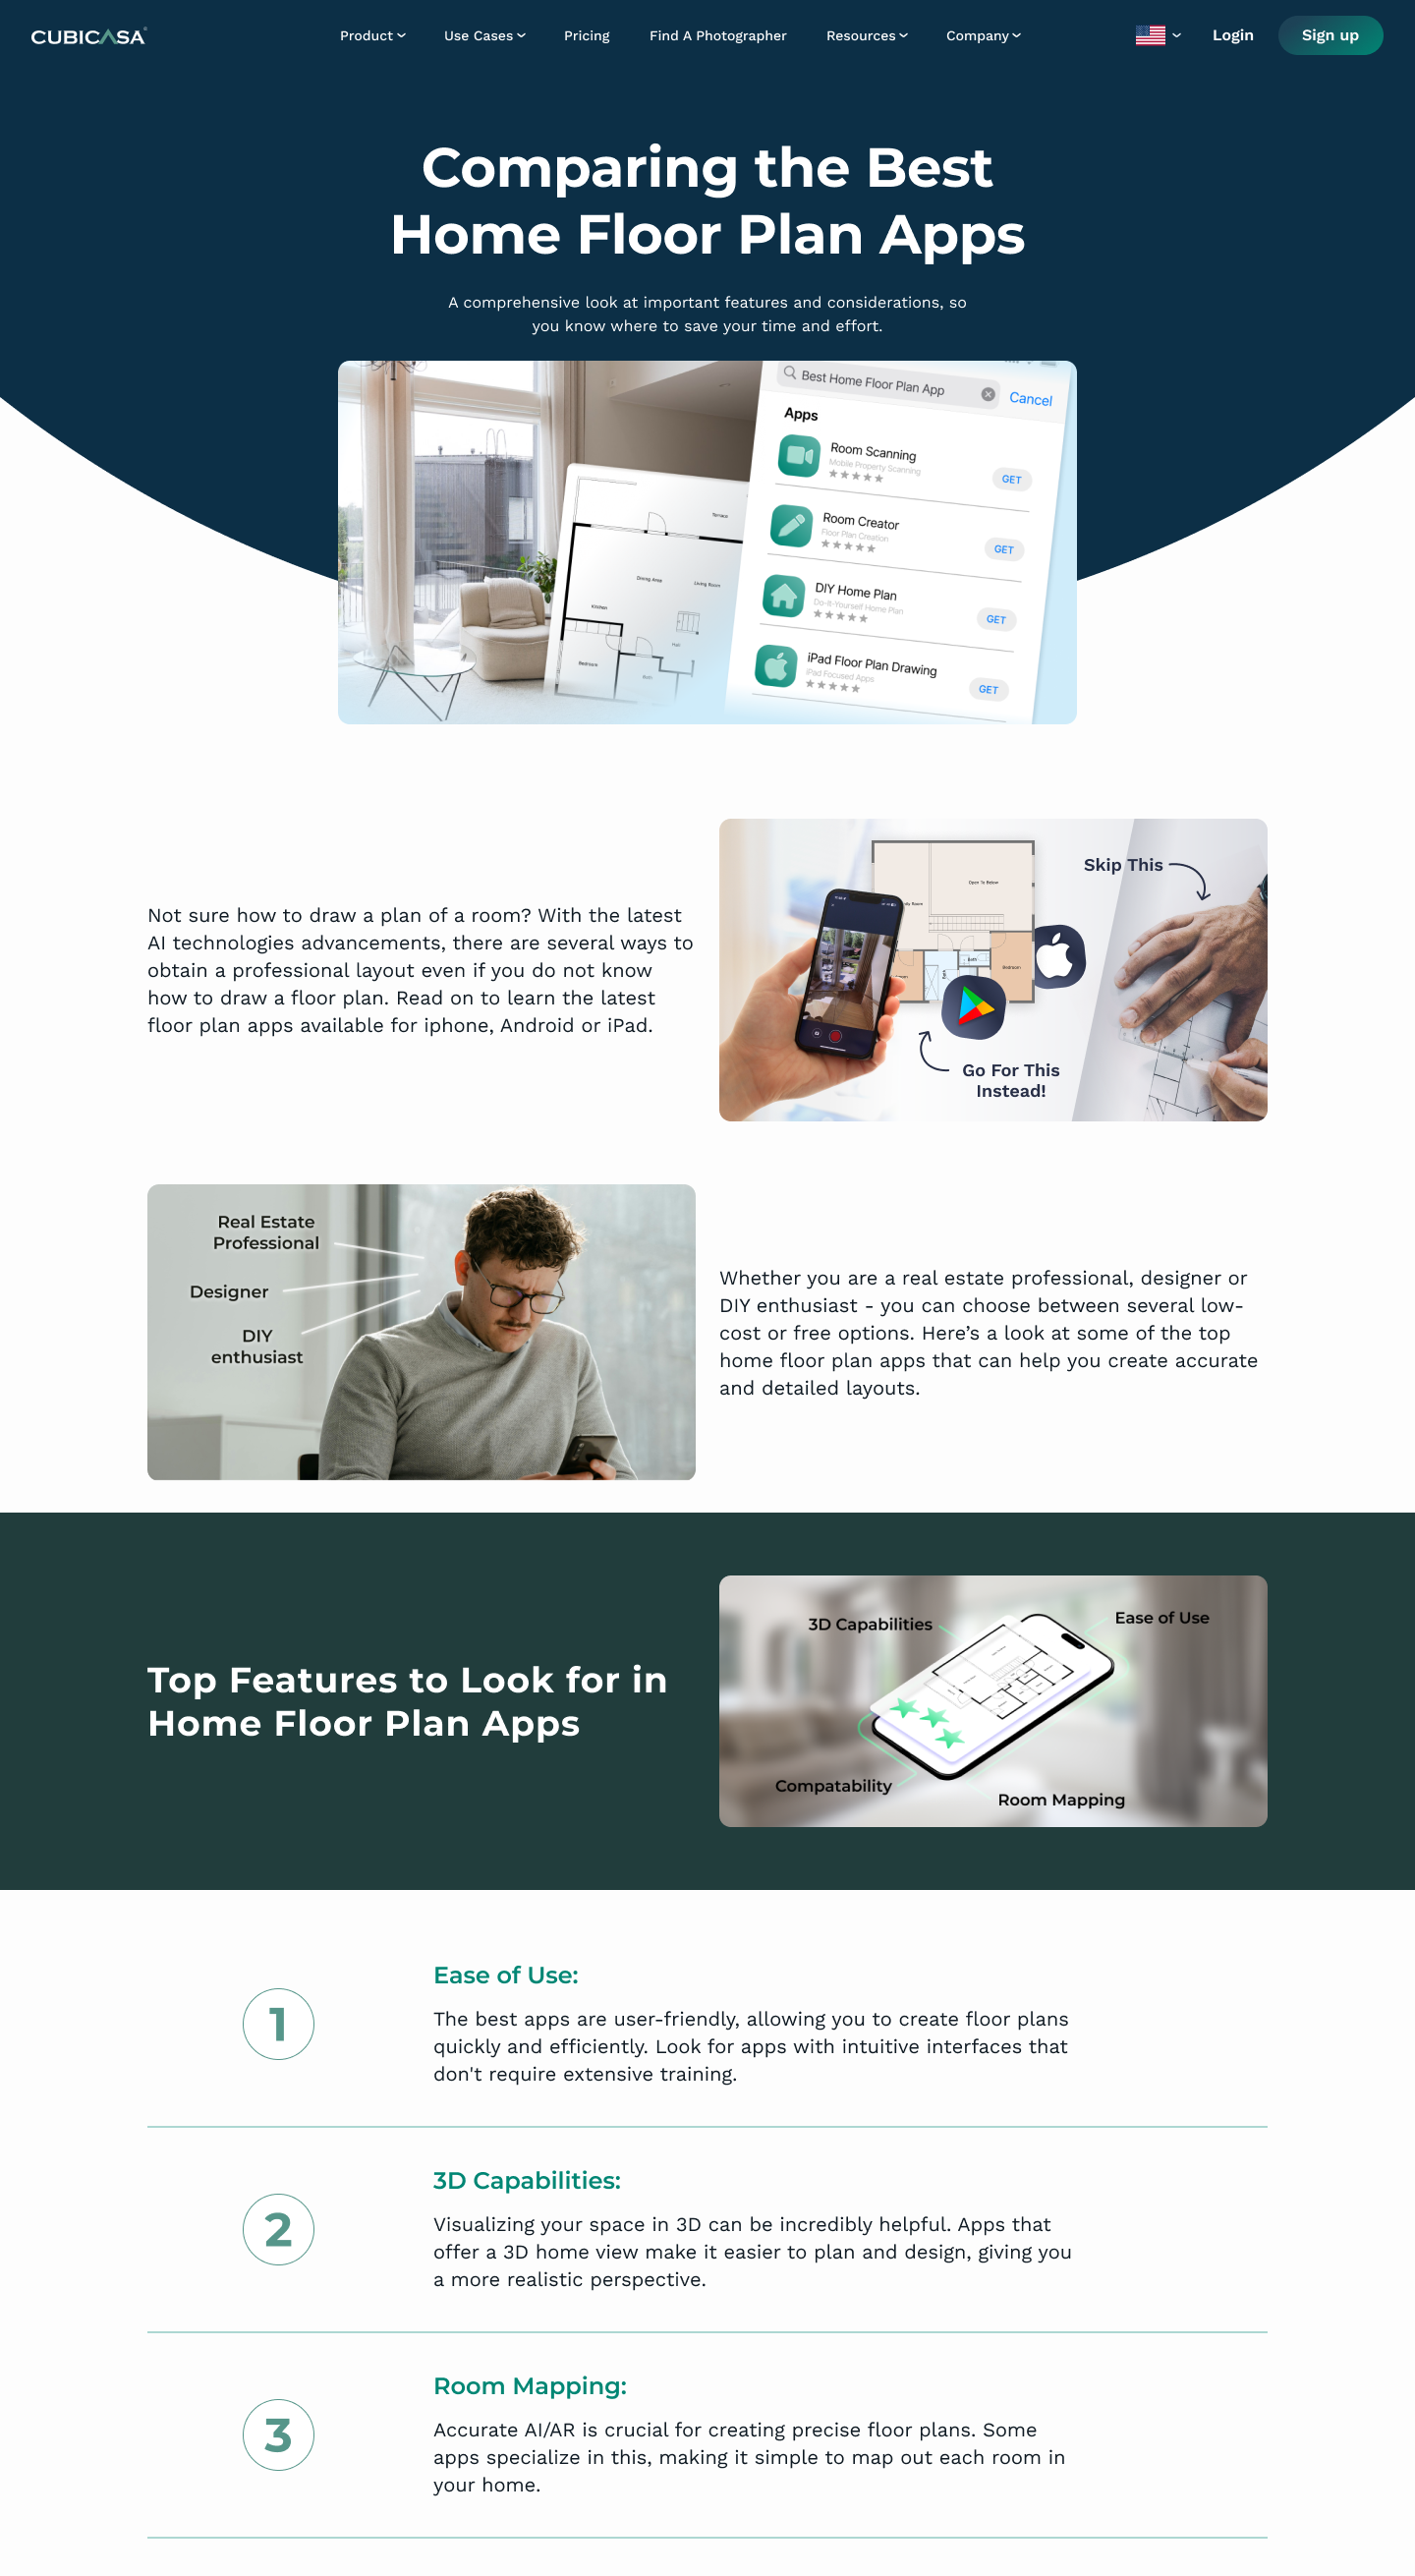 CUBICASA
Product
Use Cases
Pricing
Find A Photographer
Resources
Company
Login
Sign up
Comparing the Best
Home Floor Plan Apps
A comprehensive look at important features and considerations, so
you know where to save your time and effort.
Best Home Floor Plan App
Cancel
Apps
Room Scanning
Mobile Property Scanning
GET
Room Creator
Floor Plan Creation
GET
DIY Home Plan
Do-It-Yourself Home Plan
GET
iPad Floor Plan Drawing
iPad Focused Apps
GET
Terrace
Dining Area
Living Room
Kitchen
Hall
Bedroom
Bath
Not sure how to draw a plan of a room? With the latest
AI technologies advancements, there are several ways to
obtain a professional layout even if you do not know
how to draw a floor plan. Read on to learn the latest
floor plan apps available for iphone, Android or iPad.
Skip This
Open To Below
Bath
Bedroom
Go For This
Instead!
Real Estate
Professional
Designer
DIY
enthusiast
Whether you are a real estate professional, designer or
DIY enthusiast - you can choose between several low-
cost or free options. Here’s a look at some of the top
home floor plan apps that can help you create accurate
and detailed layouts.
Top Features to Look for in
Home Floor Plan Apps
3D Capabilities
Ease of Use
Compatability
Room Mapping
1
Ease of Use:
The best apps are user-friendly, allowing you to create floor plans
quickly and efficiently. Look for apps with intuitive interfaces that
don't require extensive training.
2
3D Capabilities:
Visualizing your space in 3D can be incredibly helpful. Apps that
offer a 3D home view make it easier to plan and design, giving you
a more realistic perspective.
3
Room Mapping:
Accurate AI/AR is crucial for creating precise floor plans. Some
apps specialize in this, making it simple to map out each room in
your home.